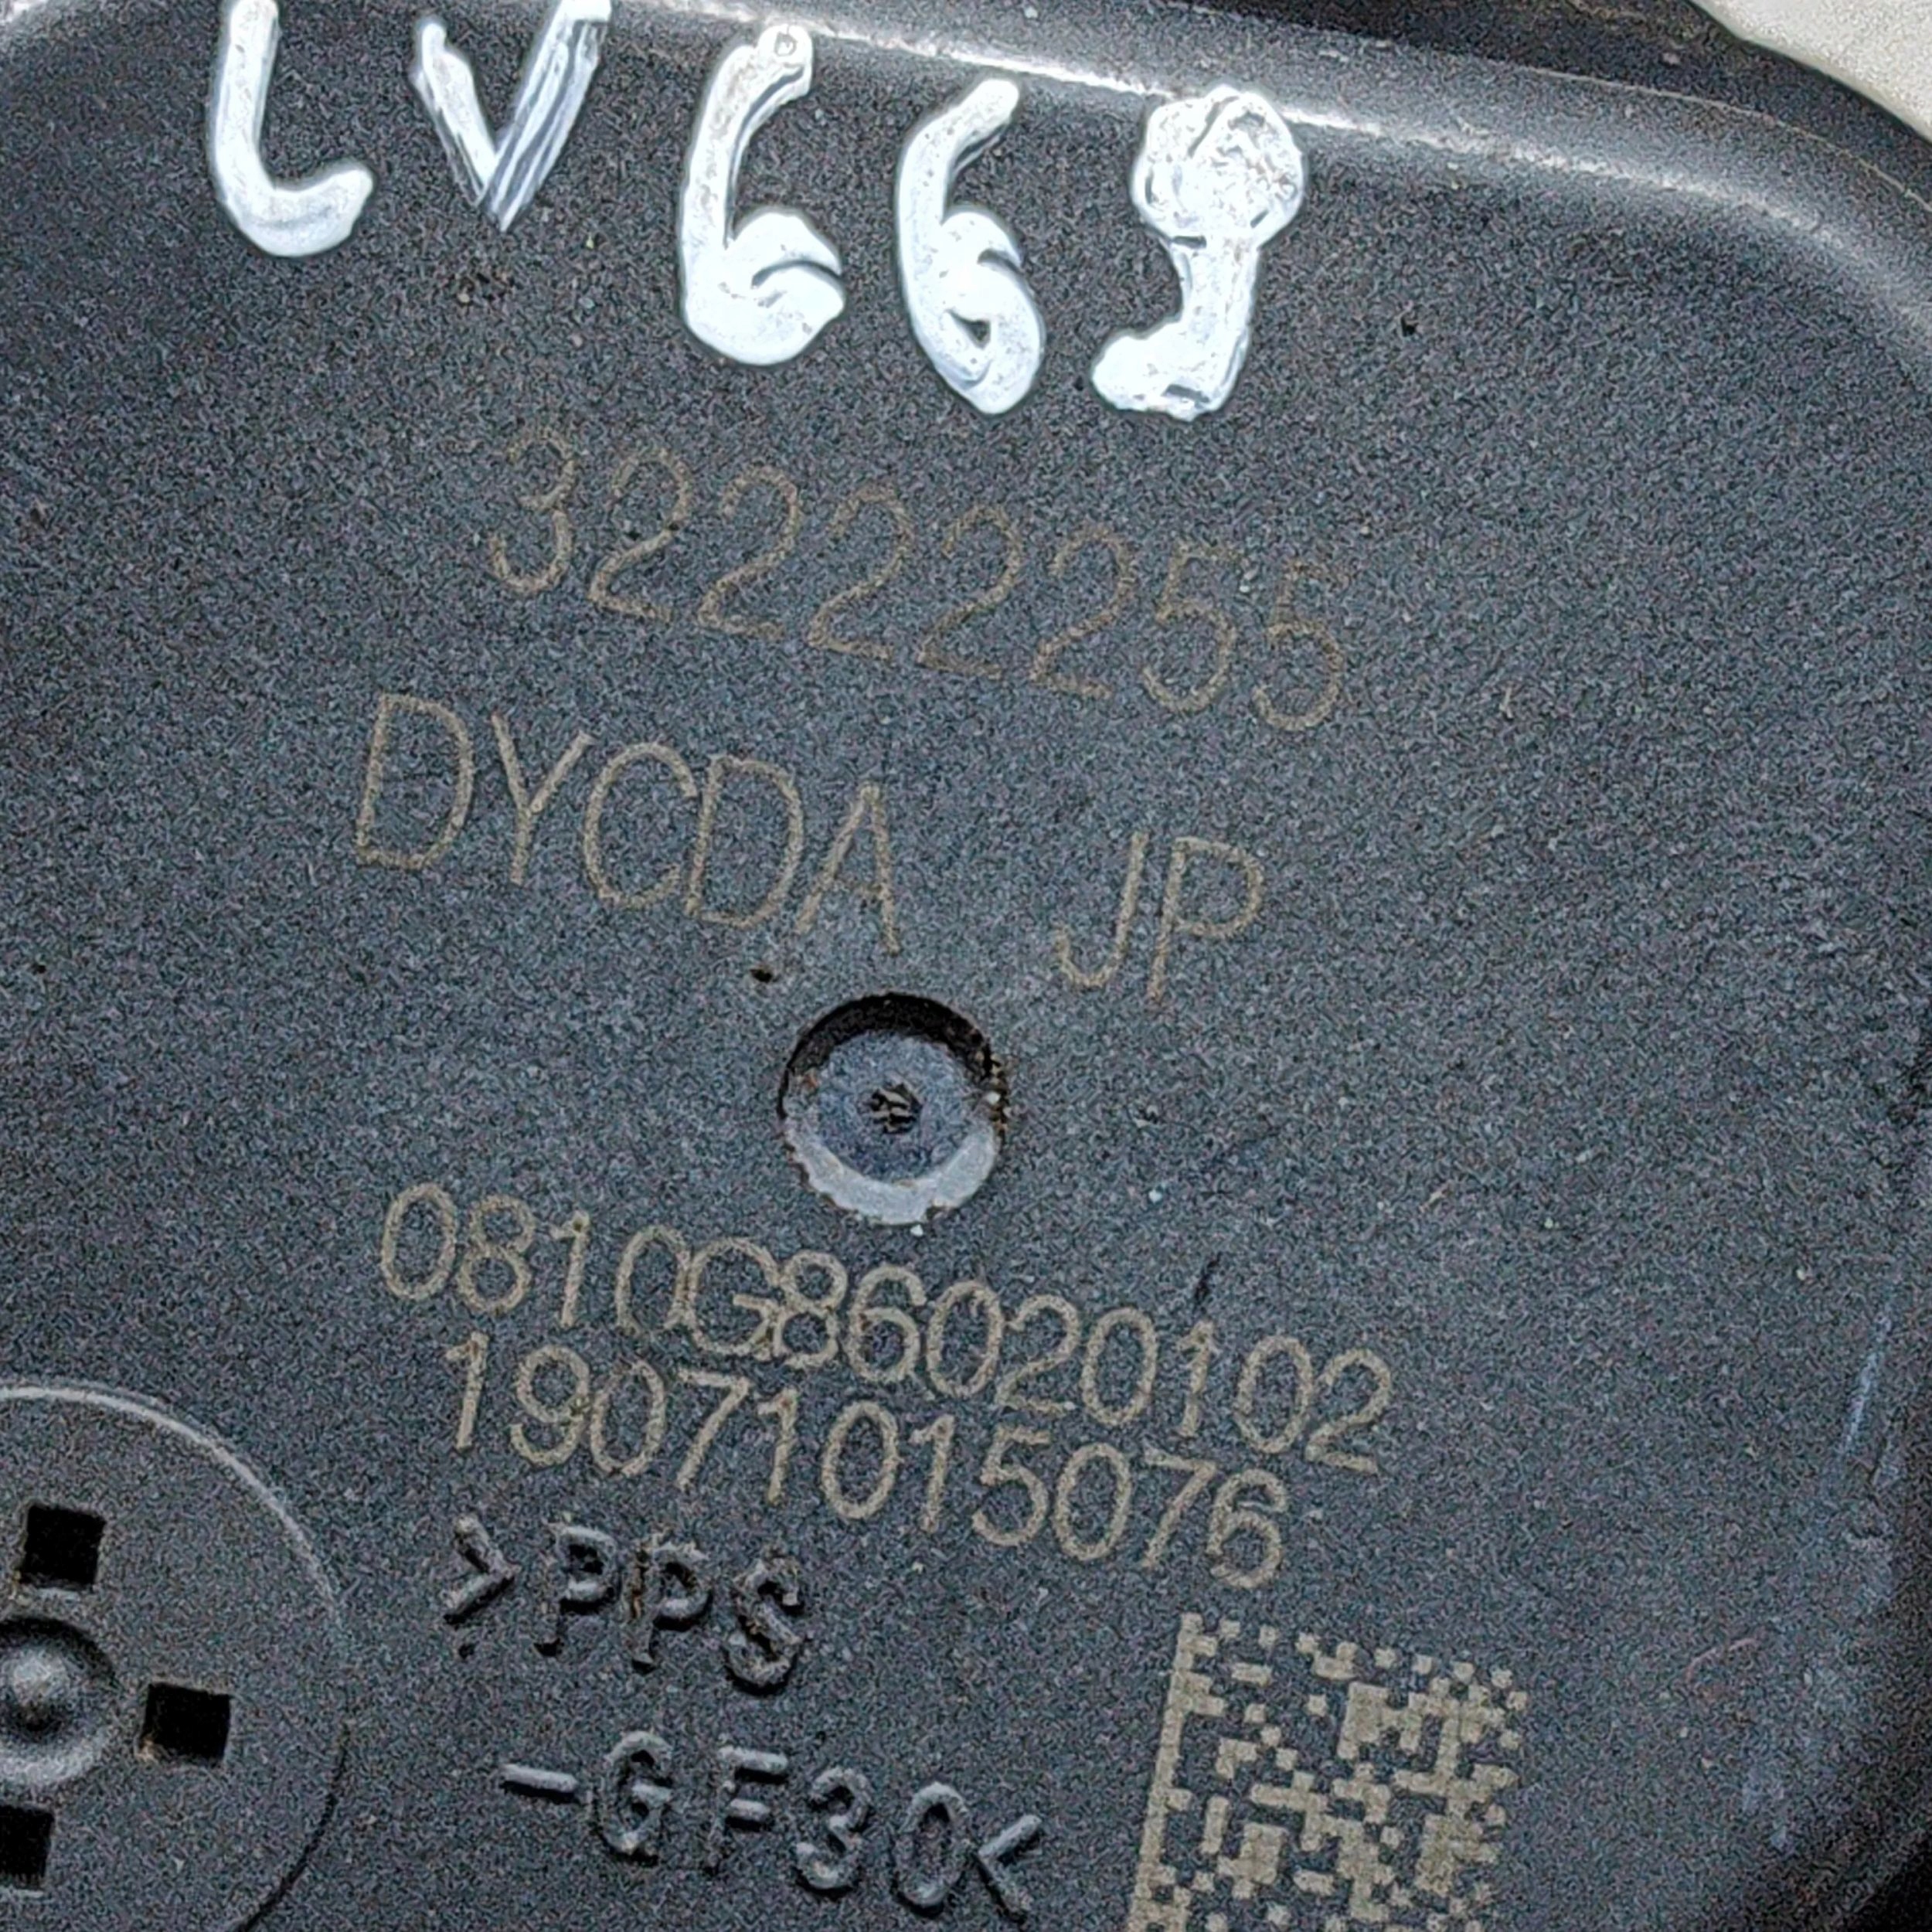 LV669
32222255
DYCDA JP
0810G86020102
19071015076
>PPS
-GF30<